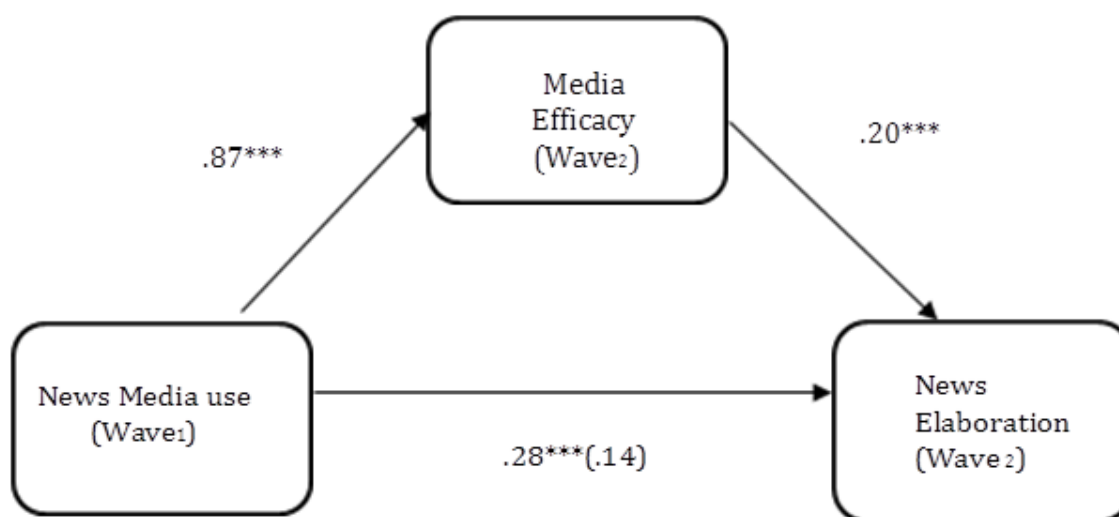 Media
Efficacy
(Wave2)
.87***
.20***
News Media use
(Wave1)
.28***(.14)
News
Elaboration
(Wave 2)